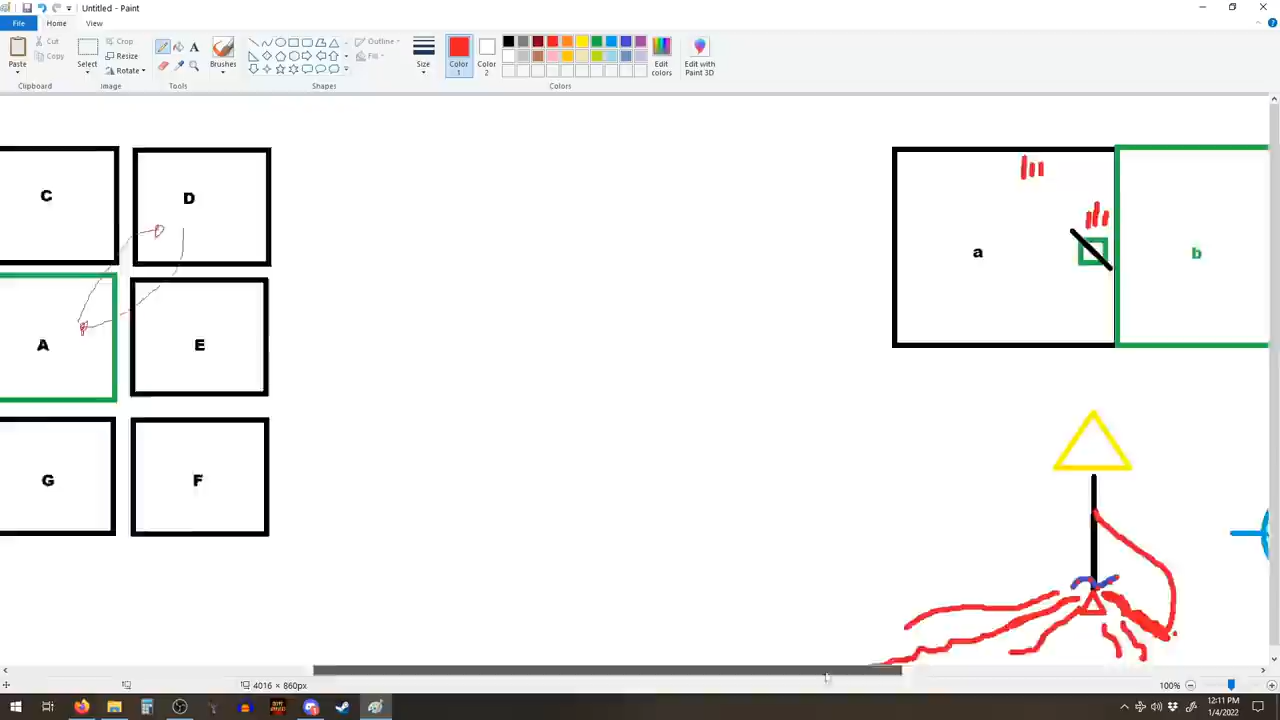 Untitled - Paint
File
Home
View
Paste
Cut
Copy
Clipboard
Select
Crop
Resize
Rotate
Image
A
Tools
Brushes
Shapes
Outline
Fill
Size
Color 1
Color 2
Colors
Edit colors
Edit with Paint 3D
C
D
A
E
G
F
a
b
4016 × 860px
100%
12:11 PM
1/4/2022